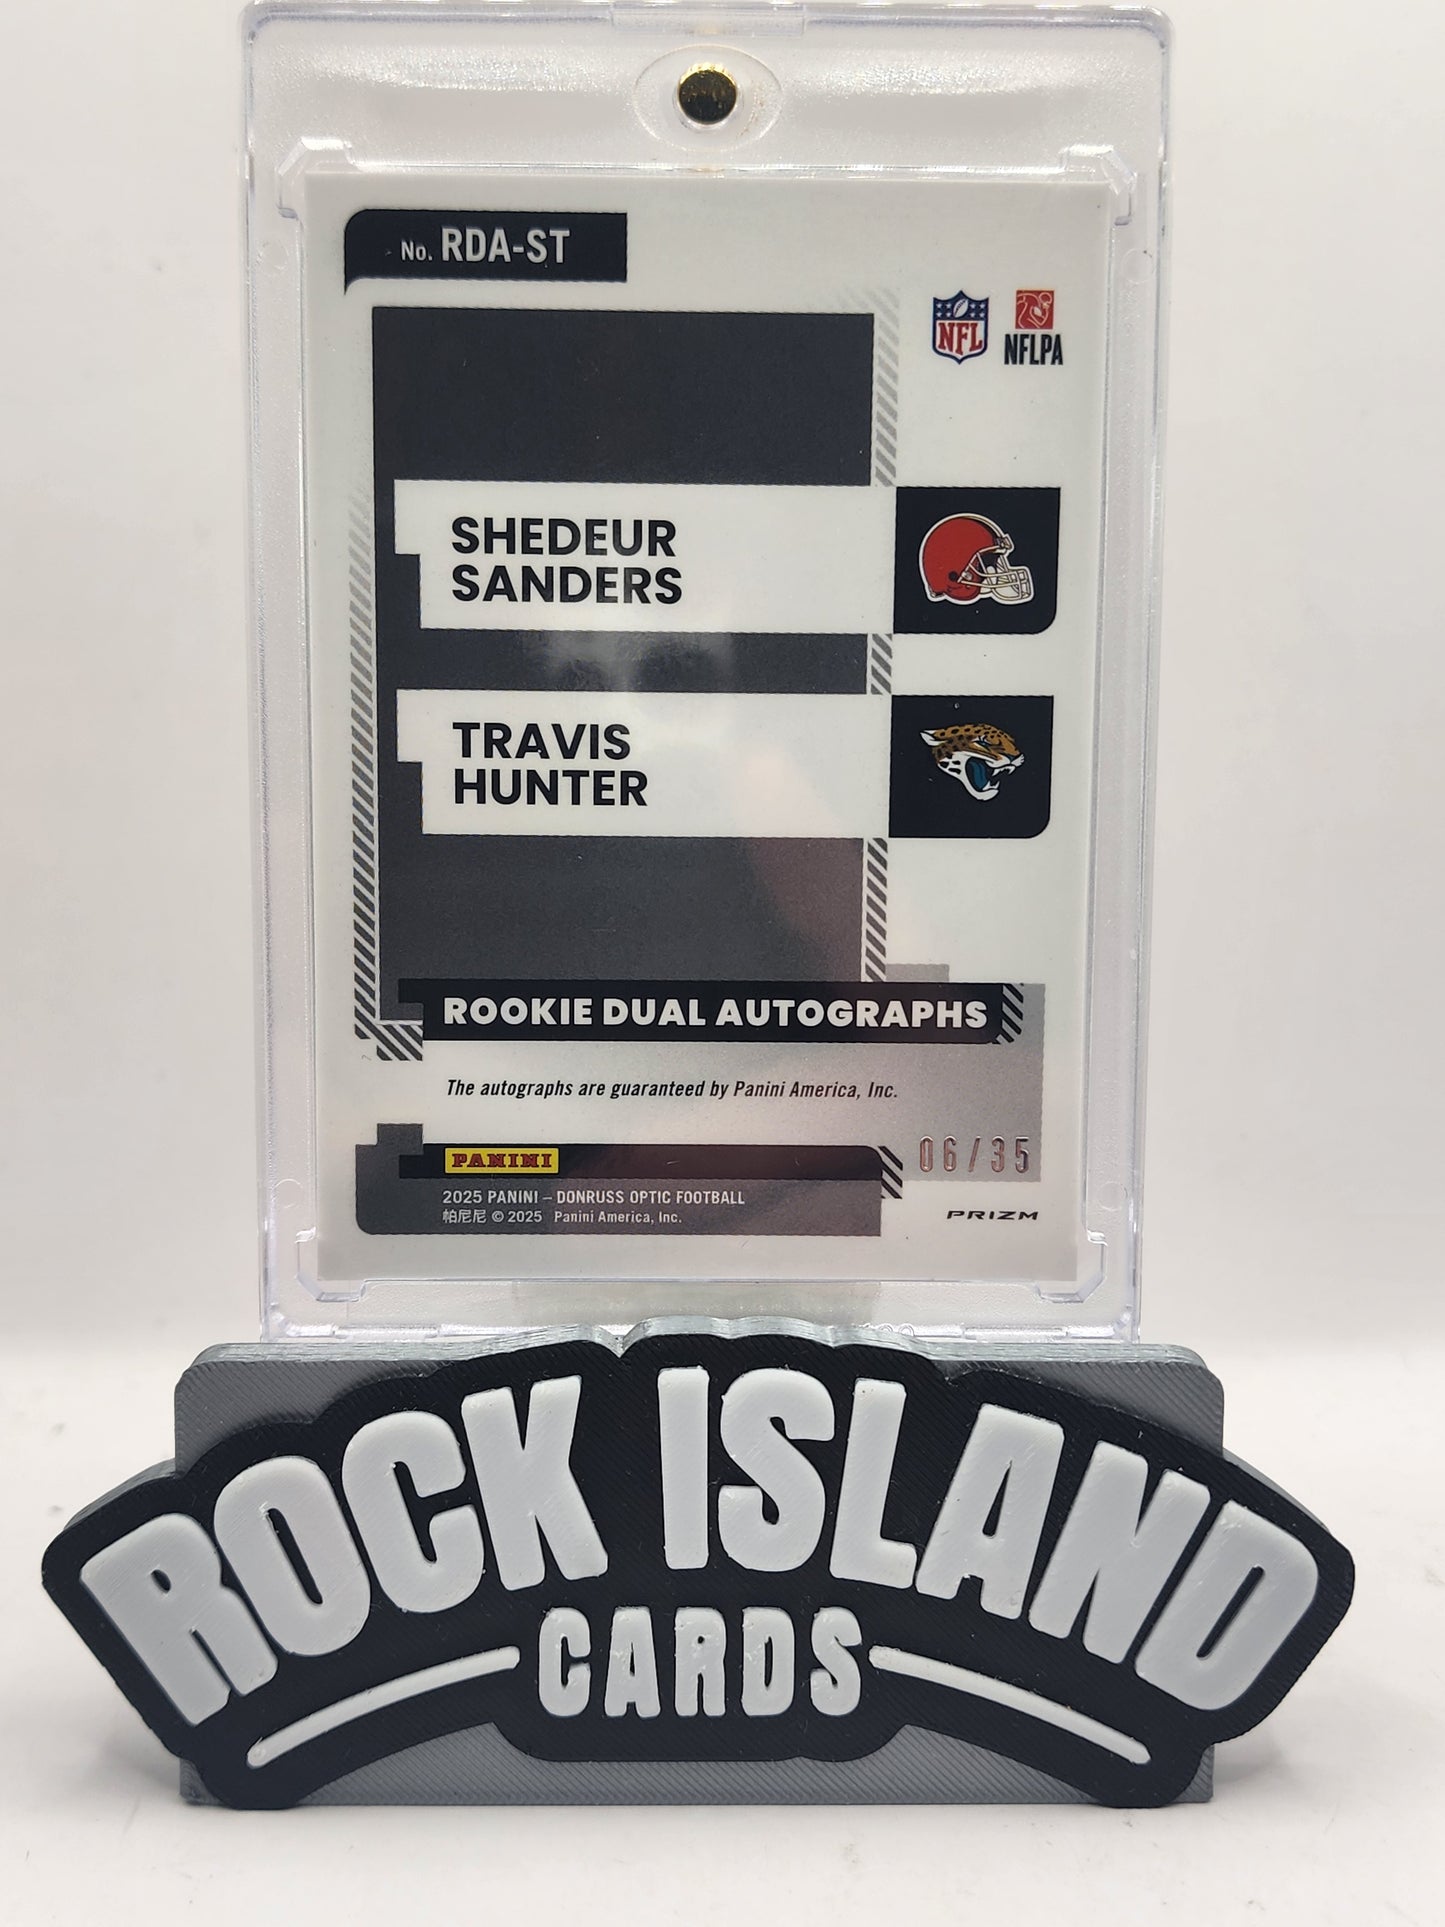 No. RDA-ST
NFL
NFLPA
SHEDEUR
SANDERS
TRAVIS
HUNTER
ROOKIE DUAL AUTOGRAPHS
The autographs are guaranteed by Panini America, Inc.
06/35
PANINI
2025 PANINI – DONRUSS OPTIC FOOTBALL
帕尼尼 © 2025 Panini America, Inc.
PRIZM
ROCK ISLAND
CARDS